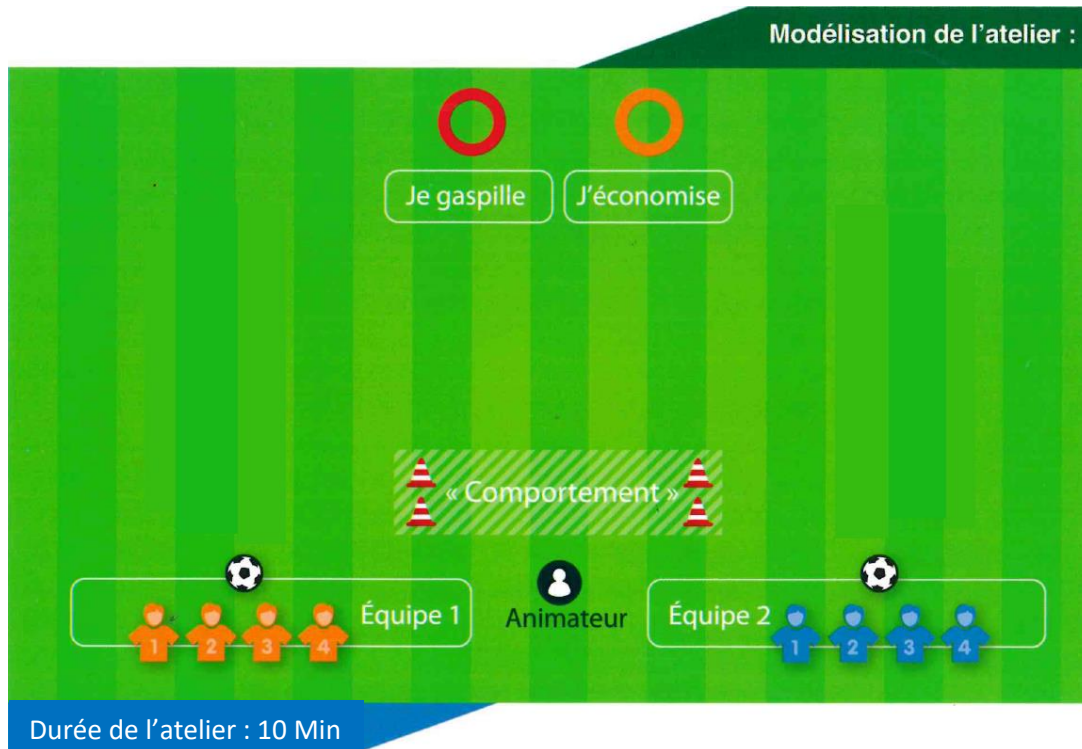 Modélisation de l'atelier :
Je gaspille
J'économise
« Comportement »
Équipe 1
1 2 3 4
Animateur
Équipe 2
1 2 3 4
Durée de l'atelier : 10 Min